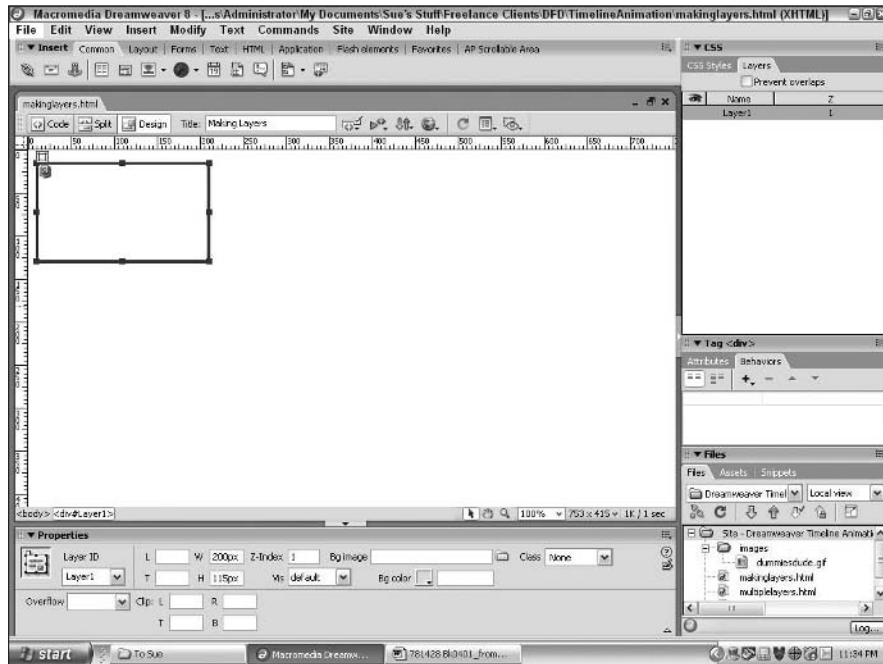 Macromedia Dreamweaver 8 - [...s\Administrator\My Documents\Sue's Stuff\Freelance Clients\DFD\TimelineAnimation\makinglayers.html (XHTML)]
File Edit View Insert Modify Text Commands Site Window Help
Insert Common Layout Forms Text HTML Application Flash elements Favorites AP Scrollable Area
CSS
CSS Styles Layers
Prevent overlaps
Name Z
Layer1 1
makinglayers.html
Code Split Design Title: Making Layers
0 50 100 150 200 250 300 350 400 450 500 550 600 650 700
Tag <div>
Attributes Behaviors
Files
Files Assets Snippets
Dreamweaver Timel Local view
Site - Dreamweaver Timeline Animati
images
dummiesdude.gif
makinglayers.html
multiplelayers.html
Log...
<body> <div#Layer1> 100% 753 x 415 1K / 1 sec
Properties
Layer ID L W 200px Z-Index 1 Bg image Class None
Layer1 T H 115px Vis default Bg color
Overflow Clip: L R
T B
start To Sue Macromedia Dreamw... 781428 Bk0401_from... 11:34 PM